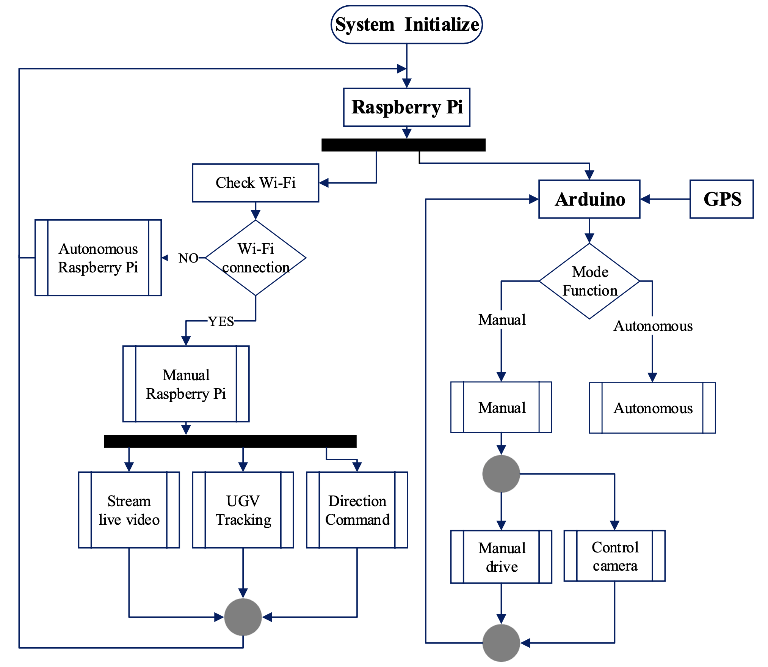 System Initialize
Raspberry Pi
Check Wi-Fi
Arduino
GPS
Autonomous
Raspberry Pi
NO
Wi-Fi
connection
Mode
Function
YES
Manual
Autonomous
Manual
Raspberry Pi
Manual
Autonomous
Stream
live video
UGV
Tracking
Direction
Command
Manual
drive
Control
camera